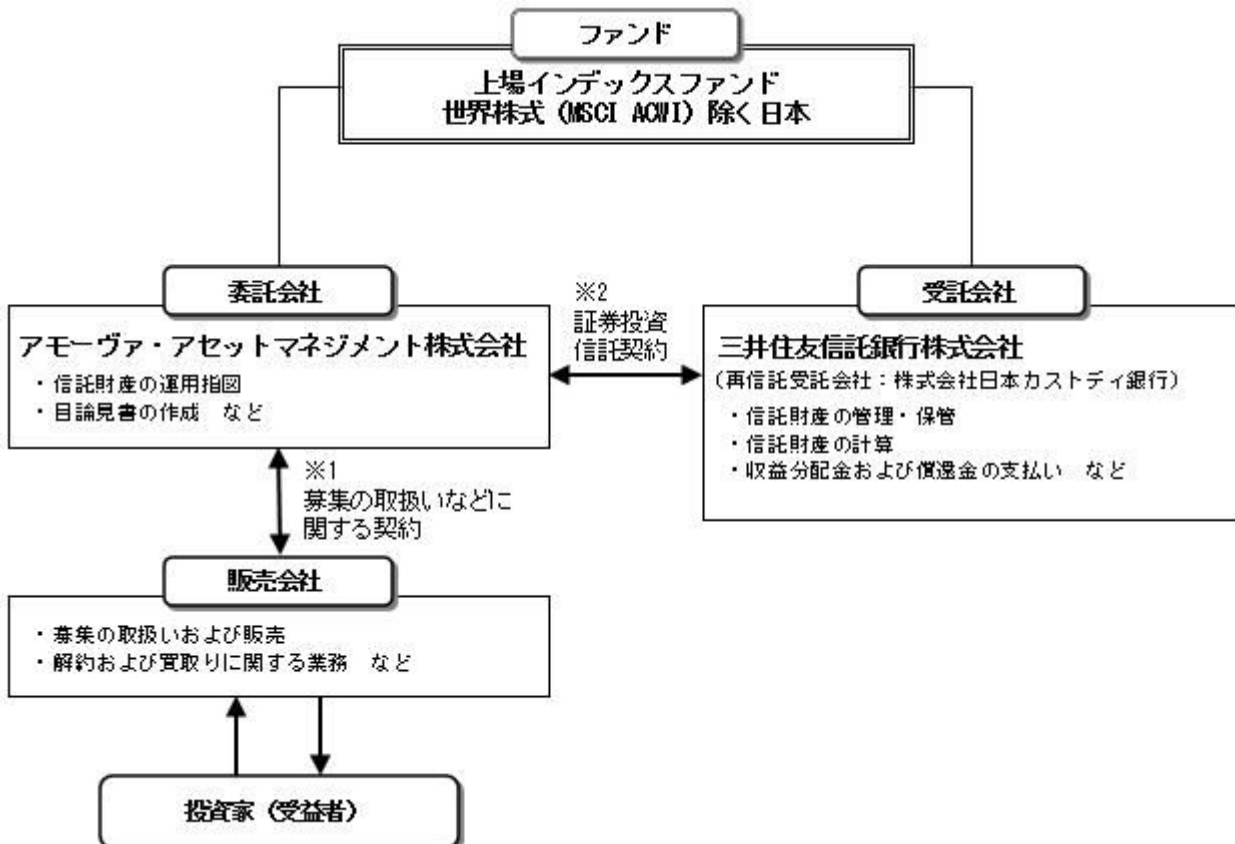 ファンド
上場インデックスファンド
世界株式（MSCI ACWI）除く日本
委託会社
アモーヴァ・アセットマネジメント株式会社
・信託財産の運用指図
・目論見書の作成　など
※2
証券投資
信託契約
受託会社
三井住友信託銀行株式会社
（再信託受託会社：株式会社日本カストディ銀行）
・信託財産の管理・保管
・信託財産の計算
・収益分配金および償還金の支払い　など
※1
募集の取扱いなどに
関する契約
販売会社
・募集の取扱いおよび販売
・解約および買取りに関する業務　など
投資家（受益者）